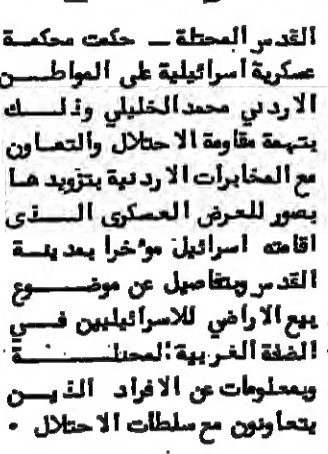 القدس المحتلة — حكمت محكمة
عسكرية اسرائيلية على المواطن
الاردني محمد الخليلي وذلك
بتهمة مقاومة الاحتلال والتعاون
مع المخابرات الاردنية بتزويدها
بصور للعرض العسكرى الذى
اقامته اسرائيل مؤخرا بمدينة
القدس وبتفاصيل عن موضوع
بيع الاراضي للاسرائيليين في
الضفة الغربية المحتلة
وبمعلومات عن الافراد الذين
يتعاونون مع سلطات الاحتلال •